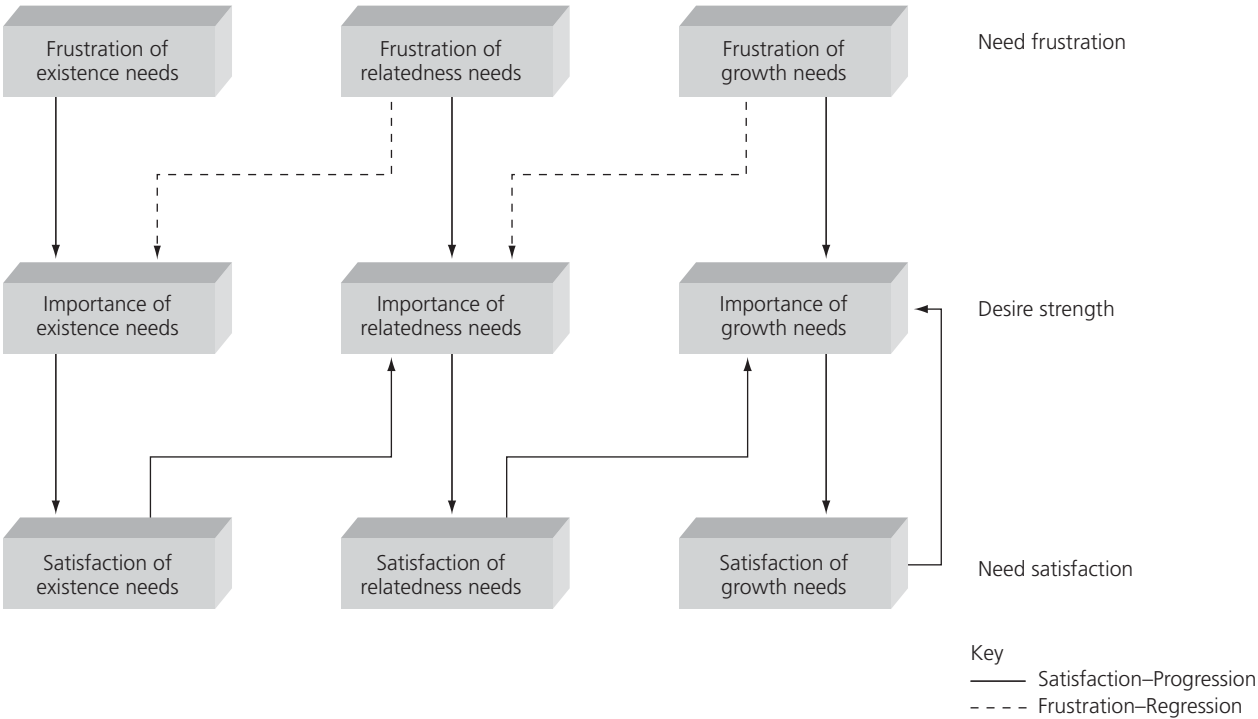 Frustration of
existence needs
Frustration of
relatedness needs
Frustration of
growth needs
Need frustration
Importance of
existence needs
Importance of
relatedness needs
Importance of
growth needs
Desire strength
Satisfaction of
existence needs
Satisfaction of
relatedness needs
Satisfaction of
growth needs
Need satisfaction
Key
Satisfaction–Progression
Frustration–Regression